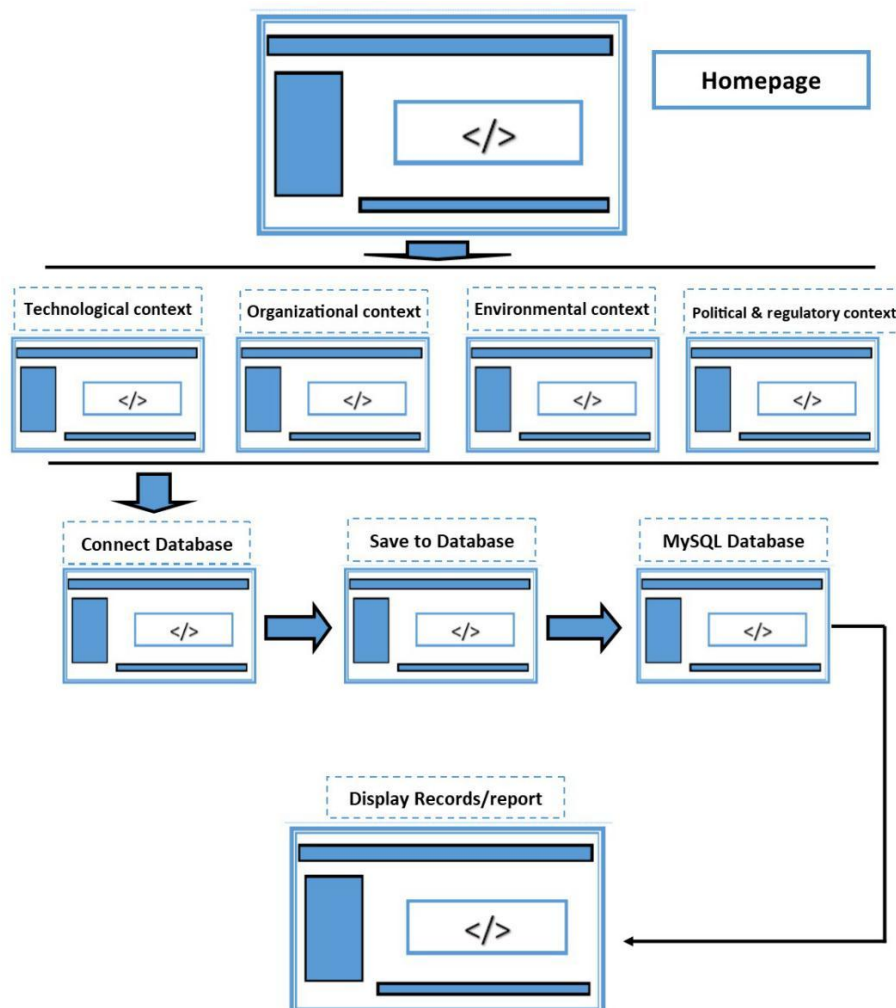 Homepage
</>
Technological context
Organizational context
Environmental context
Political & regulatory context
</>
</>
</>
</>
Connect Database
Save to Database
MySQL Database
</>
</>
</>
Display Records/report
</>